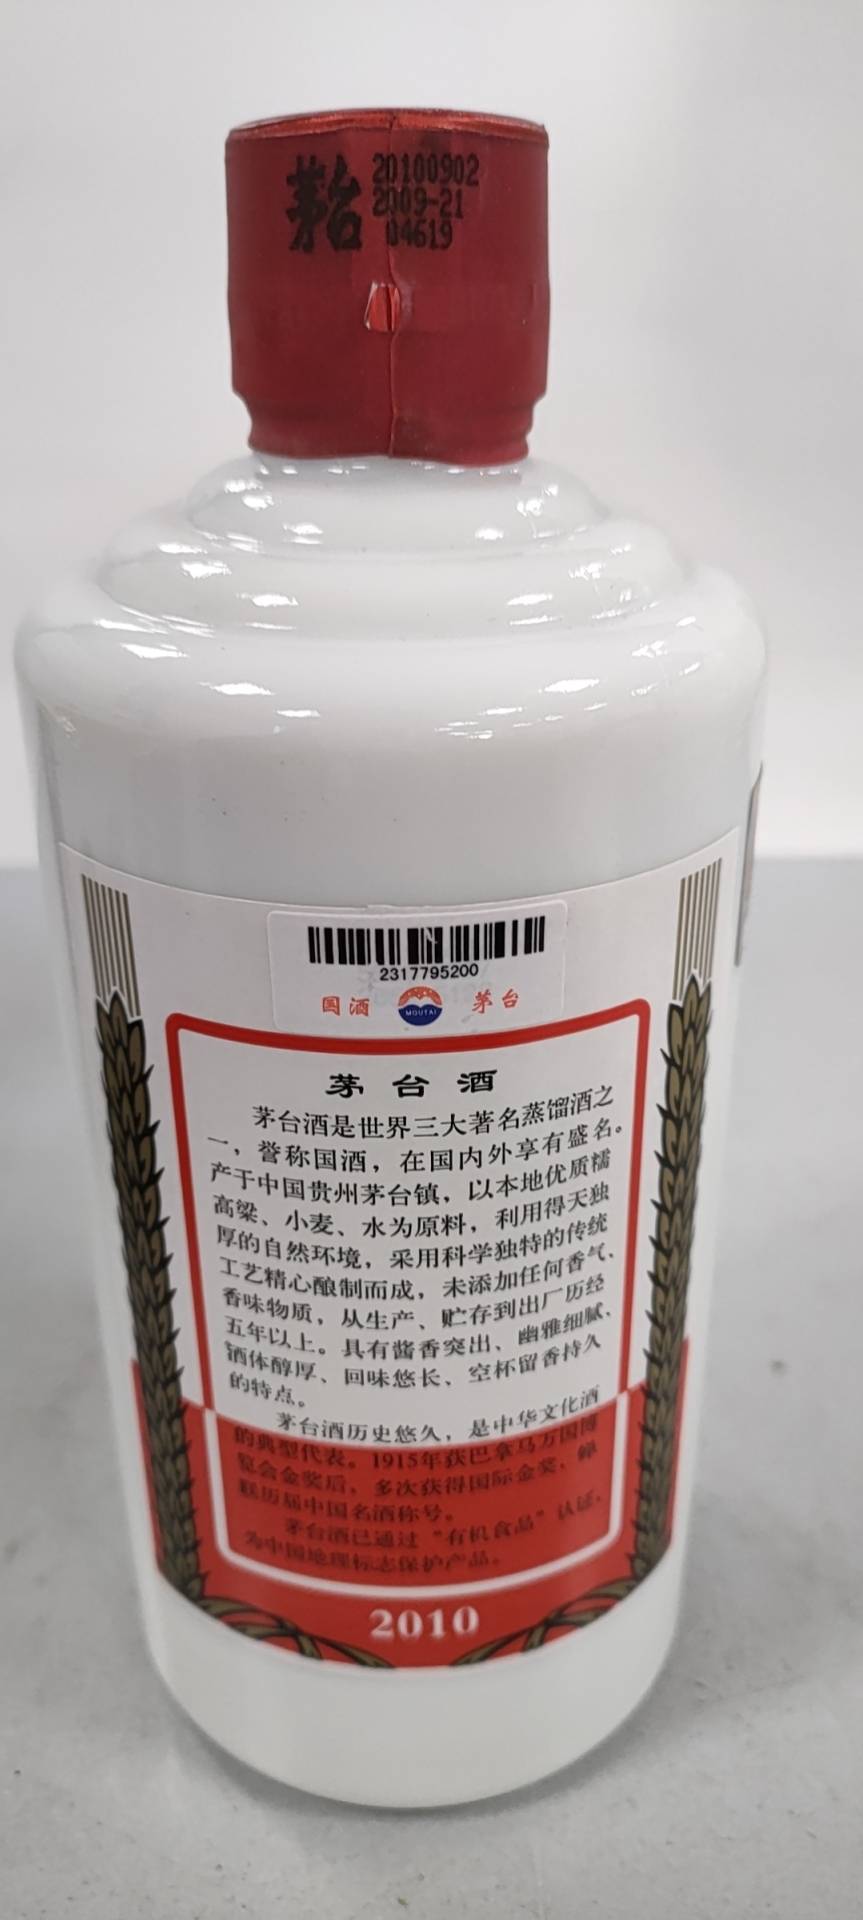 茅台
20100902
2009-21
04619
2317795200
国酒 MOUTAI 茅台
茅台酒
茅台酒是世界三大著名蒸馏酒之
一，誉称国酒，在国内外享有盛名。
产于中国贵州茅台镇，以本地优质糯
高粱、小麦、水为原料，利用得天独
厚的自然环境，采用科学独特的传统
工艺精心酿制而成，未添加任何香气、
香味物质，从生产、贮存到出厂历经
五年以上。具有酱香突出、幽雅细腻、
酒体醇厚、回味悠长、空杯留香持久
的特点。
茅台酒历史悠久，是中华文化酒
的典型代表。1915年获巴拿马万国博
览会金奖后，多次获得国际金奖，蝉
联历届中国名酒称号。
茅台酒已通过“有机食品”认证，
为中国地理标志保护产品。
2010